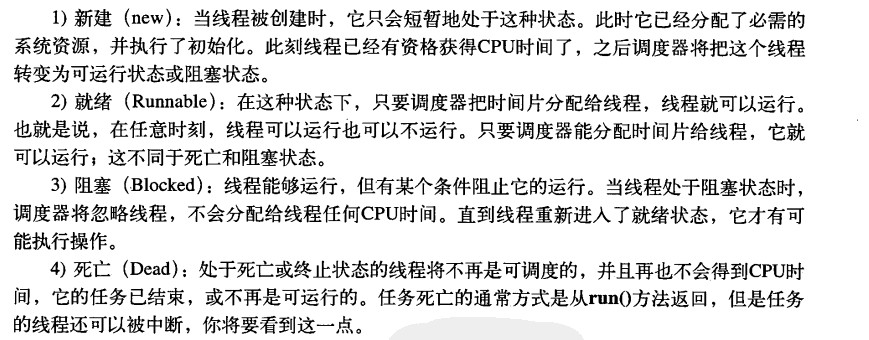 1) 新建（new）：当线程被创建时，它只会短暂地处于这种状态。此时它已经分配了必需的
系统资源，并执行了初始化。此刻线程已经有资格获得CPU时间了，之后调度器将把这个线程
转变为可运行状态或阻塞状态。
2) 就绪（Runnable）：在这种状态下，只要调度器把时间片分配给线程，线程就可以运行。
也就是说，在任意时刻，线程可以运行也可以不运行。只要调度器能分配时间片给线程，它就
可以运行；这不同于死亡和阻塞状态。
3) 阻塞（Blocked）：线程能够运行，但有某个条件阻止它的运行。当线程处于阻塞状态时，
调度器将忽略线程，不会分配给线程任何CPU时间。直到线程重新进入了就绪状态，它才有可
能执行操作。
4) 死亡（Dead）：处于死亡或终止状态的线程将不再是可调度的，并且再也不会得到CPU时
间，它的任务已结束，或不再是可运行的。任务死亡的通常方式是从run()方法返回，但是任务
的线程还可以被中断，你将要看到这一点。